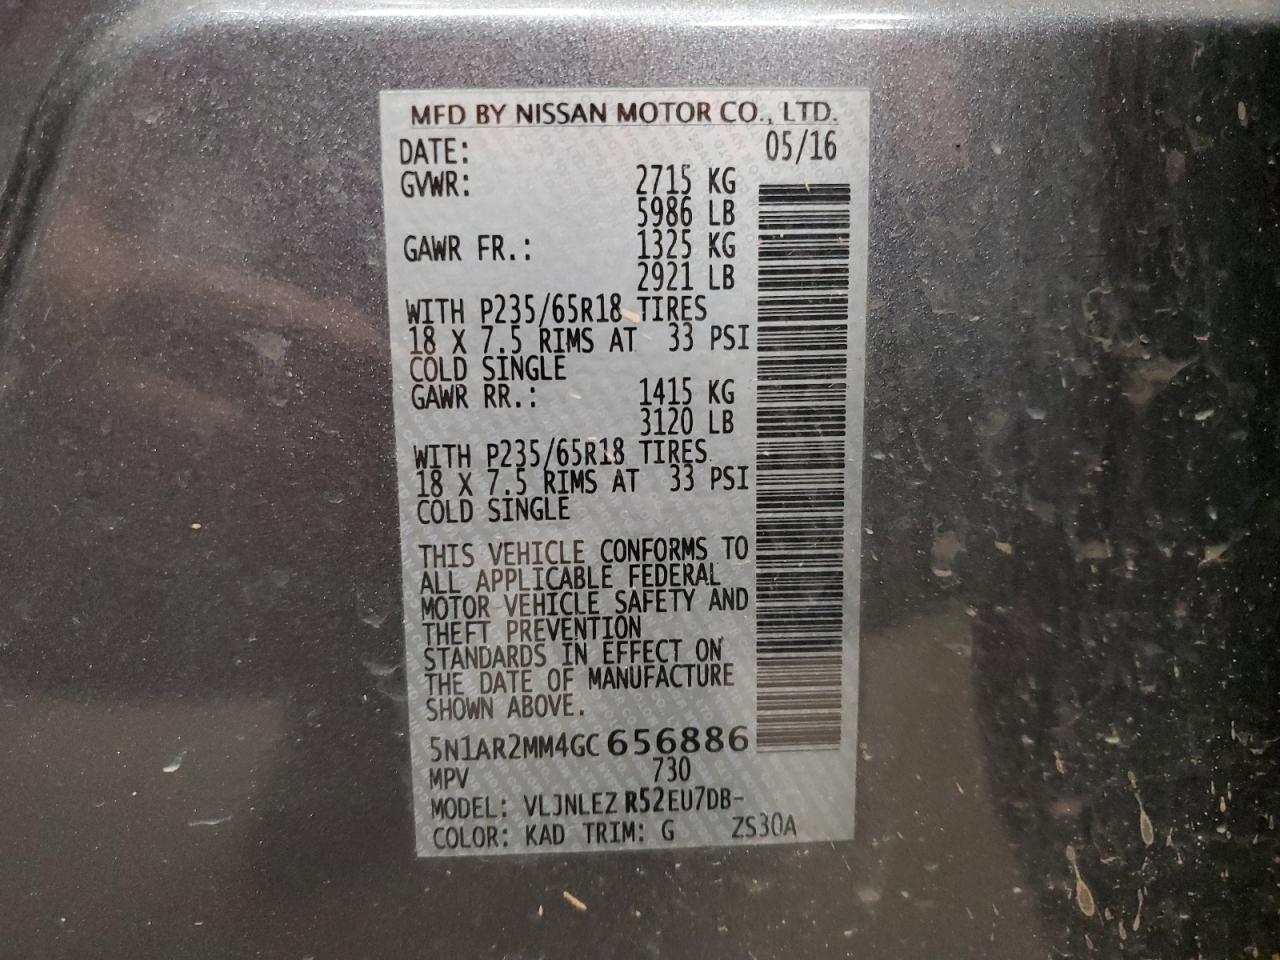 MFD BY NISSAN MOTOR CO., LTD.
DATE: 05/16
GVWR: 2715 KG
5986 LB
GAWR FR.: 1325 KG
2921 LB
WITH P235/65R18 TIRES
18 X 7.5 RIMS AT 33 PSI
COLD SINGLE
GAWR RR.: 1415 KG
3120 LB
WITH P235/65R18 TIRES
18 X 7.5 RIMS AT 33 PSI
COLD SINGLE
THIS VEHICLE CONFORMS TO
ALL APPLICABLE FEDERAL
MOTOR VEHICLE SAFETY AND
THEFT PREVENTION
STANDARDS IN EFFECT ON
THE DATE OF MANUFACTURE
SHOWN ABOVE.
5N1AR2MM4GC656886
MPV 730
MODEL: VLJNLEZ R52EU7DB-
COLOR: KAD TRIM: G ZS30A